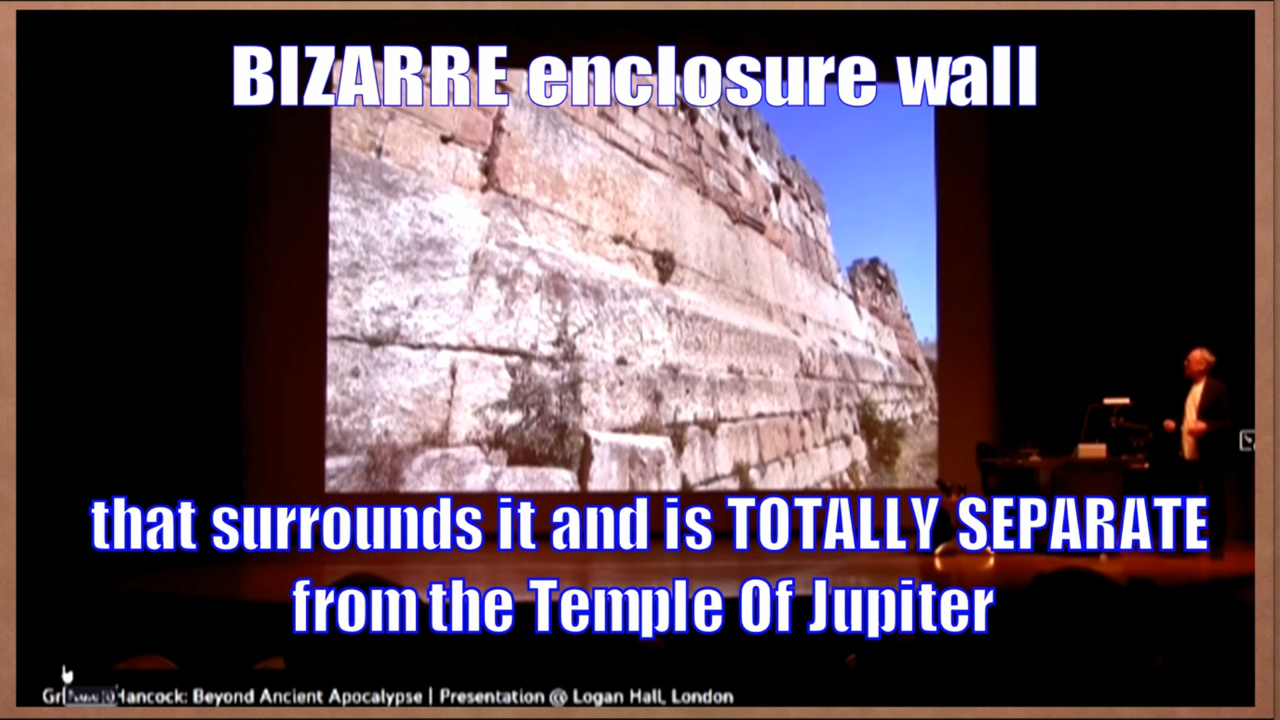 BIZARRE enclosure wall
that surrounds it and is TOTALLY SEPARATE
from the Temple Of Jupiter
Hancock: Beyond Ancient Apocalypse | Presentation @ Logan Hall, London